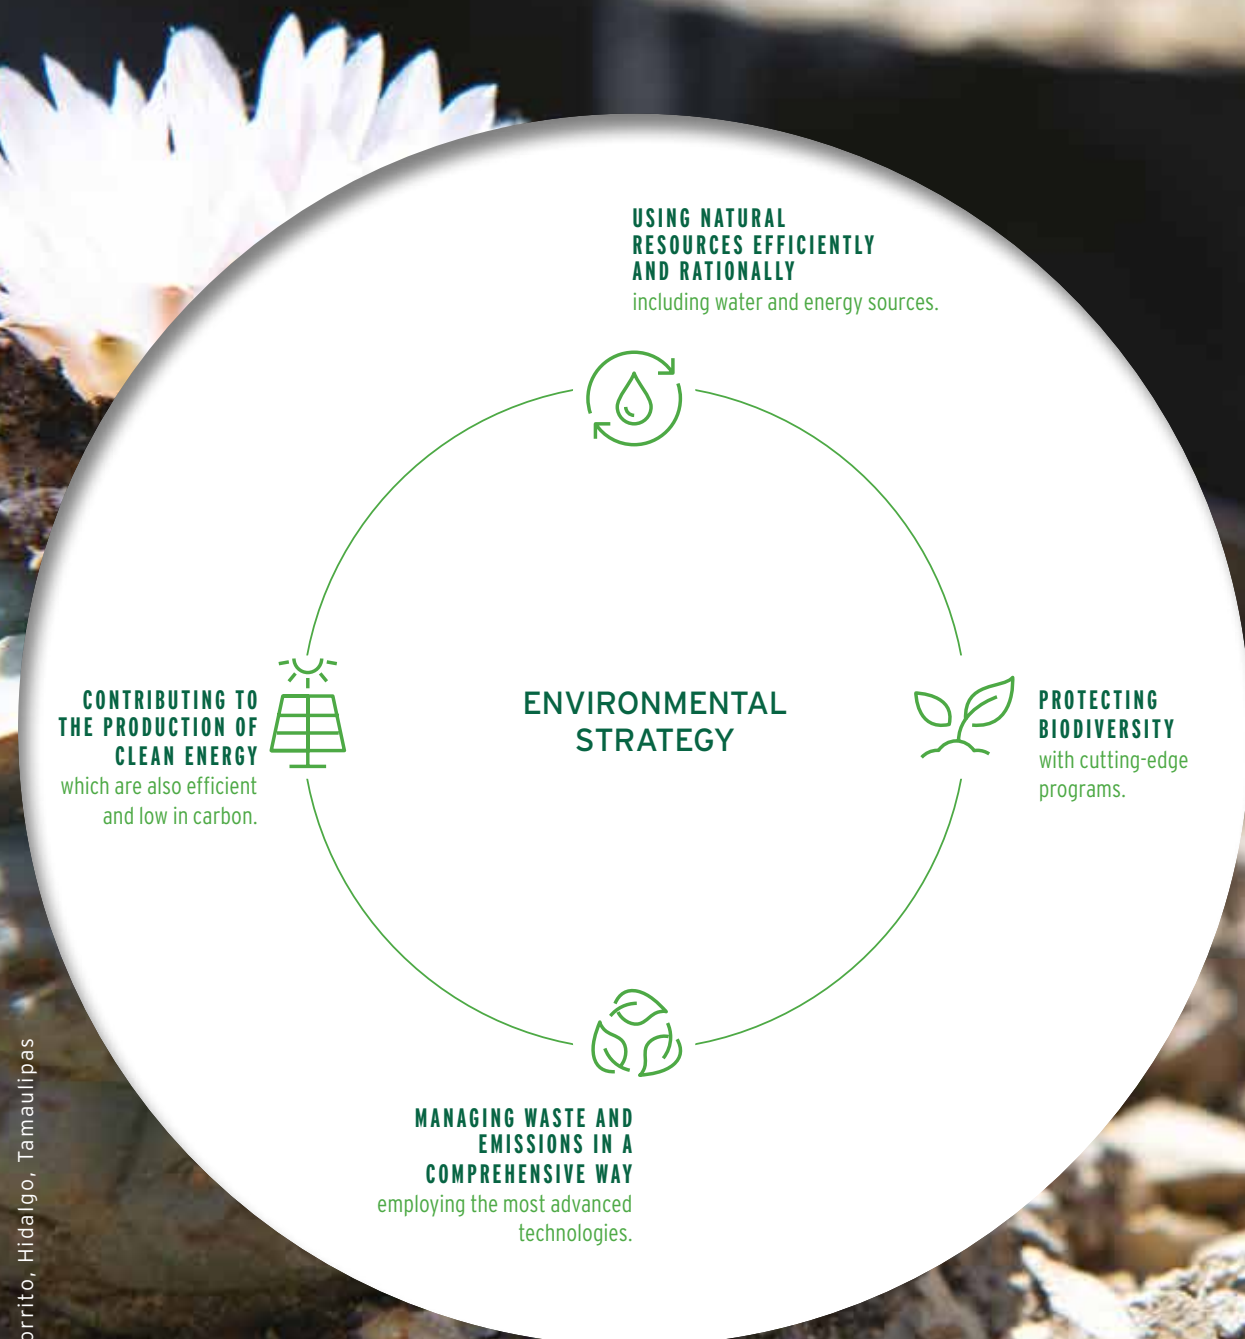 USING NATURAL
RESOURCES EFFICIENTLY
AND RATIONALLY
including water and energy sources.
CONTRIBUTING TO
THE PRODUCTION OF
CLEAN ENERGY
which are also efficient
and low in carbon.
ENVIRONMENTAL
STRATEGY
PROTECTING
BIODIVERSITY
with cutting-edge
programs.
MANAGING WASTE AND
EMISSIONS IN A
COMPREHENSIVE WAY
employing the most advanced
technologies.
Hidalgo, Tamaulipas